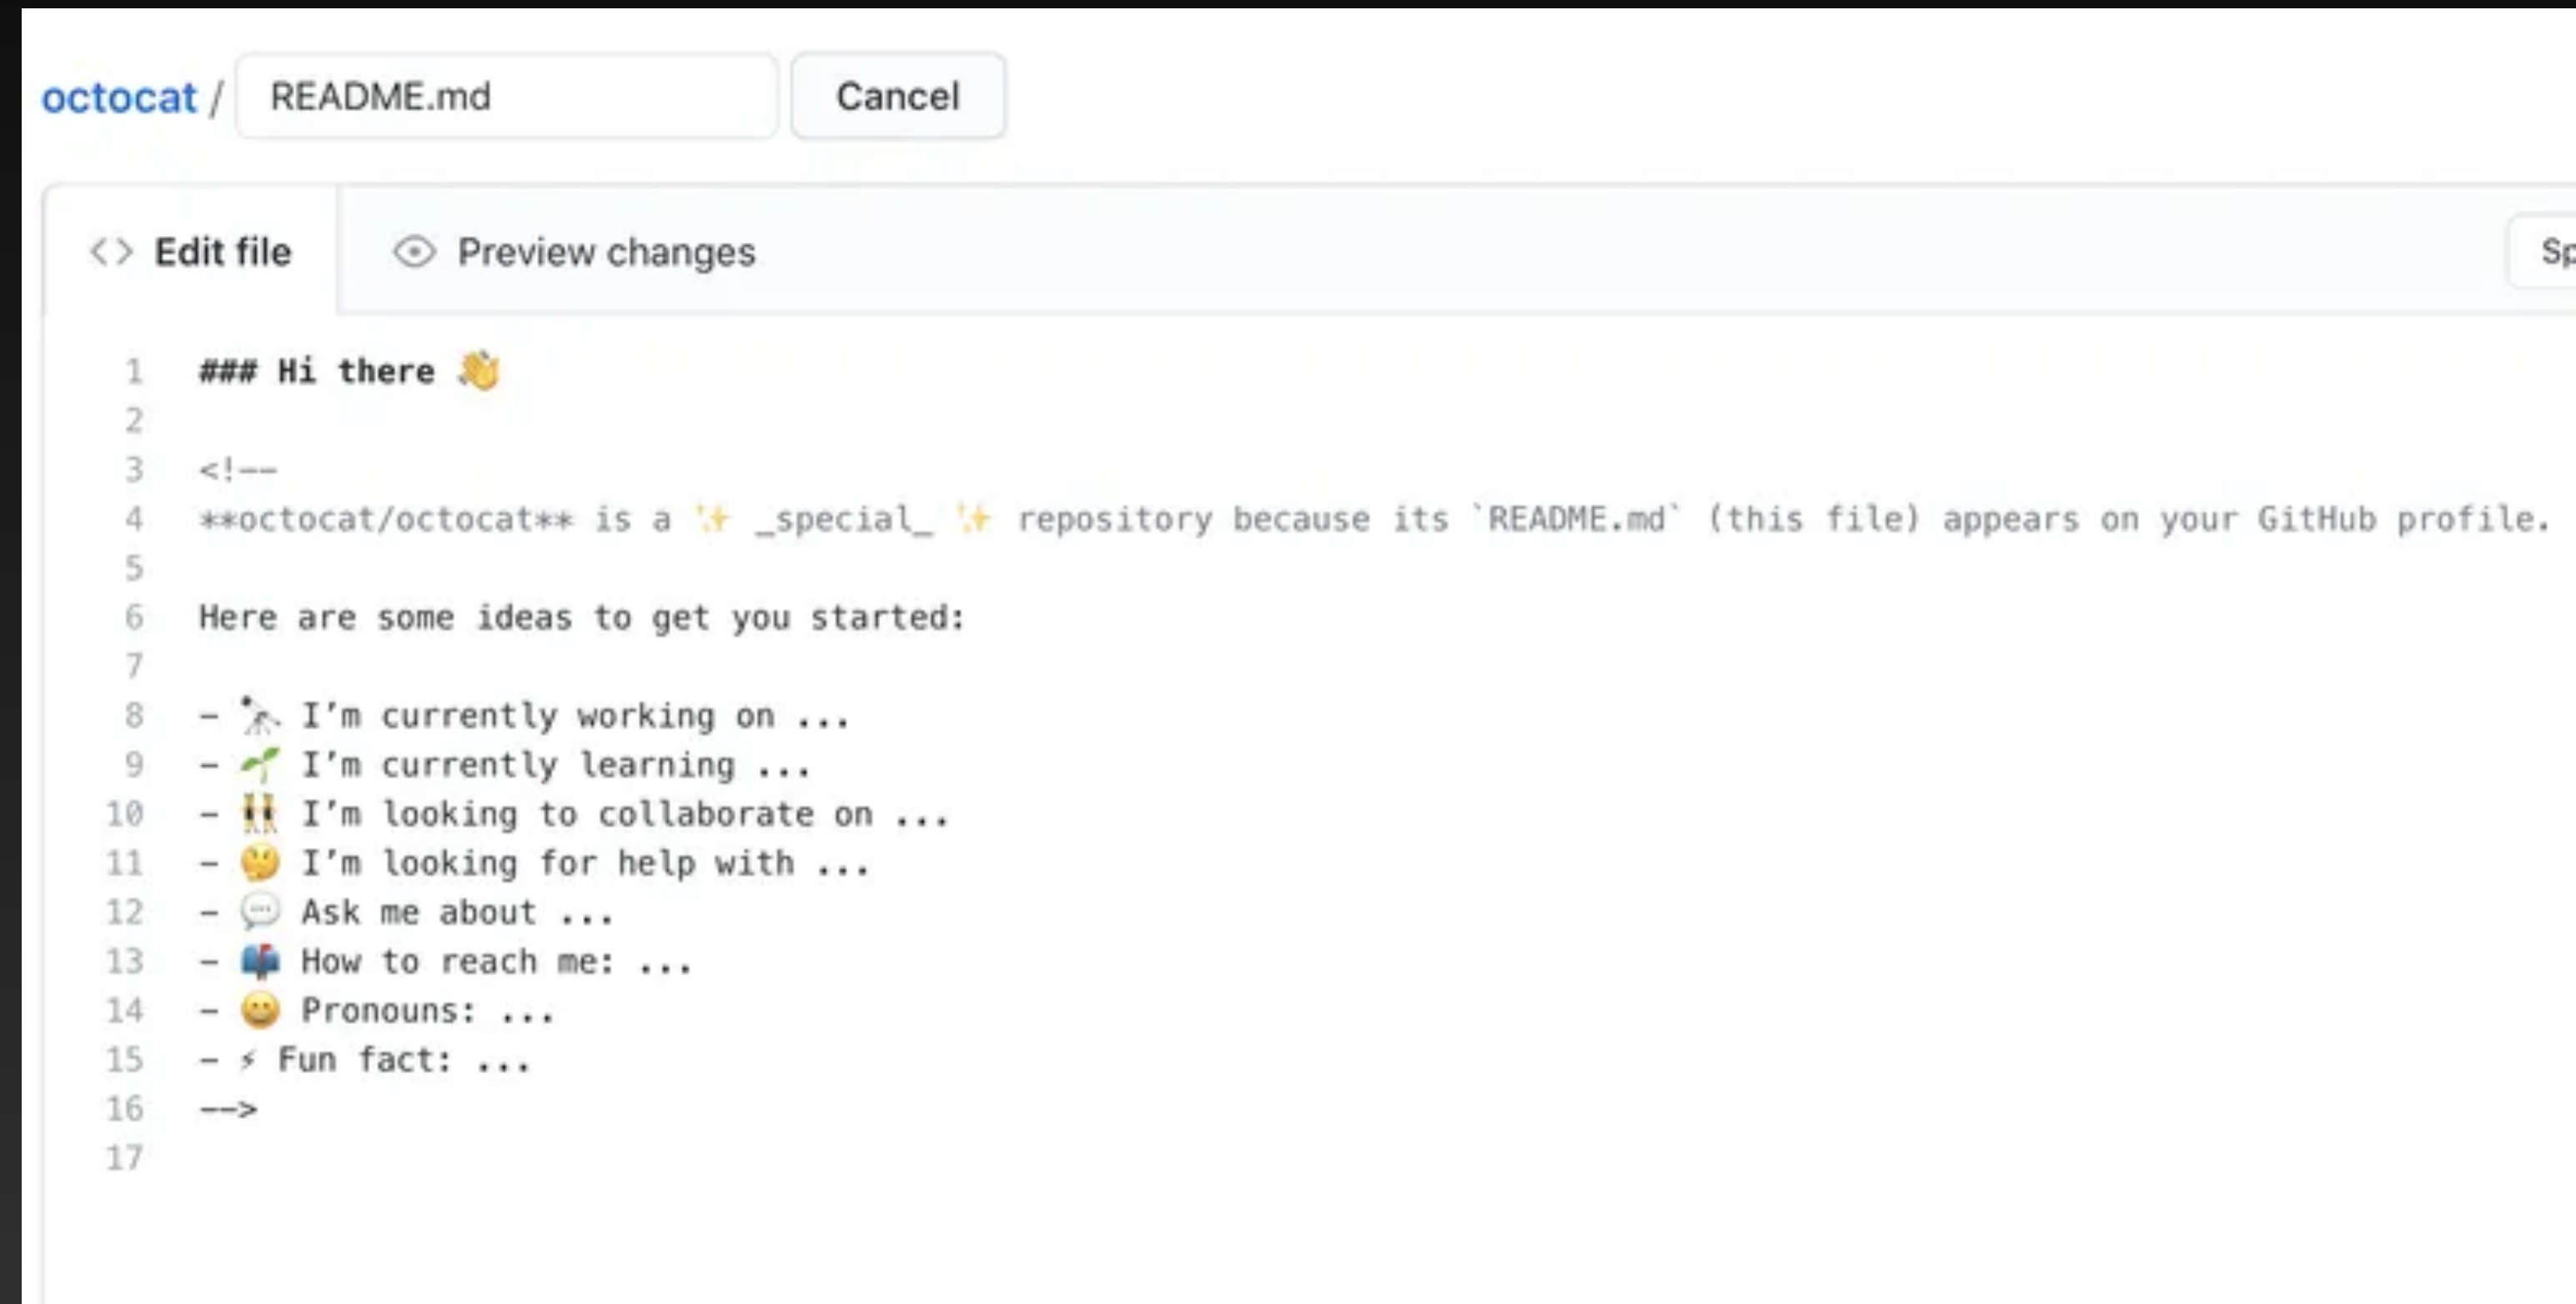 octocat / README.md Cancel
<> Edit file Preview changes Sp
1 ### Hi there 👋
2
3 <!--
4 **octocat/octocat** is a ✨ _special_ ✨ repository because its `README.md` (this file) appears on your GitHub profile.
5
6 Here are some ideas to get you started:
7
8 - 🔭 I’m currently working on ...
9 - 🌱 I’m currently learning ...
10 - 👯 I’m looking to collaborate on ...
11 - 🤔 I’m looking for help with ...
12 - 💬 Ask me about ...
13 - 📫 How to reach me: ...
14 - 😄 Pronouns: ...
15 - ⚡ Fun fact: ...
16 -->
17